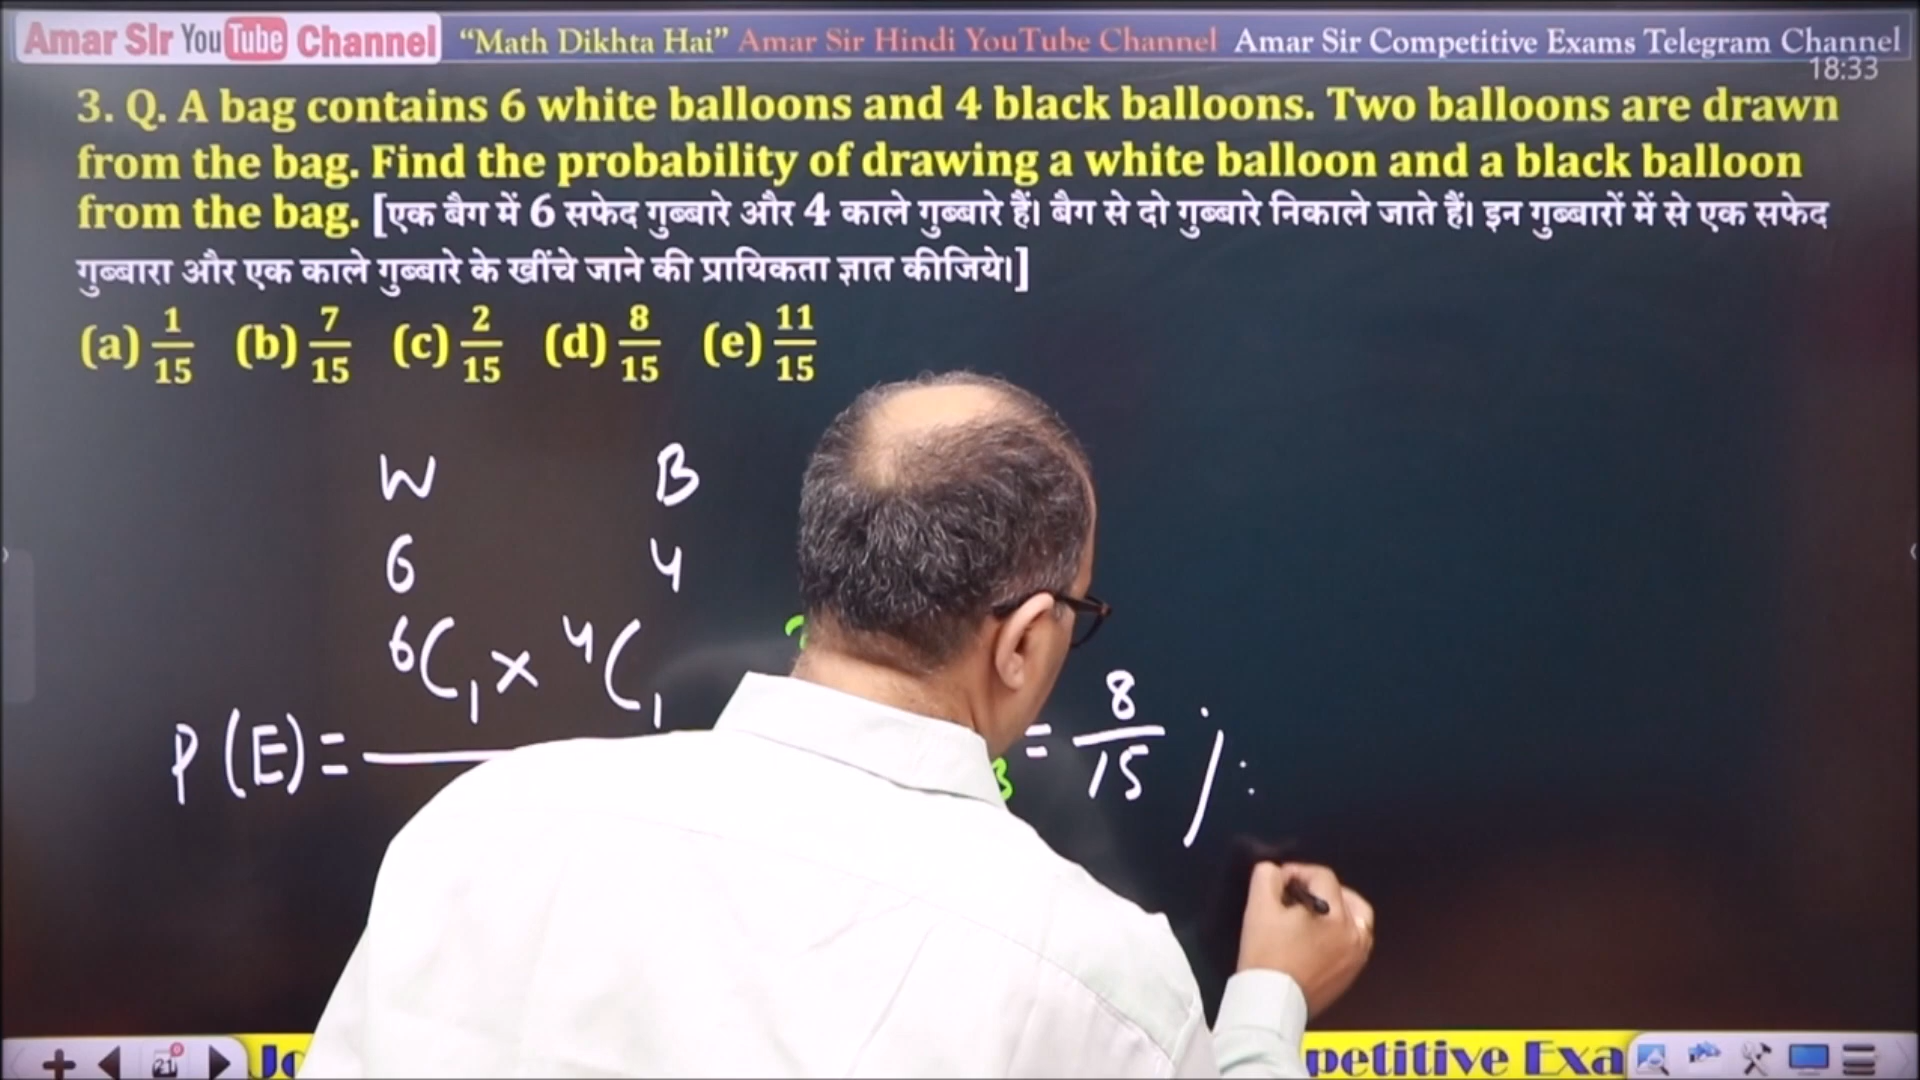 Amar SIr YouTube Channel “Math Dikhta Hai” Amar Sir Hindi YouTube Channel Amar Sir Competitive Exams Telegram Channel
18:33
3. Q. A bag contains 6 white balloons and 4 black balloons. Two balloons are drawn
from the bag. Find the probability of drawing a white balloon and a black balloon
from the bag. [एक बैग में 6 सफेद गुब्बारे और 4 काले गुब्बारे हैं। बैग से दो गुब्बारे निकाले जाते हैं। इन गुब्बारों में से एक सफेद
गुब्बारा और एक काले गुब्बारे के खींचे जाने की प्रायिकता ज्ञात कीजिये।]
(a) 1/15 (b) 7/15 (c) 2/15 (d) 8/15 (e) 11/15
W B
6 4
6C1 × 4C1
P(E) = = 8/15
3
21
petitive Exa